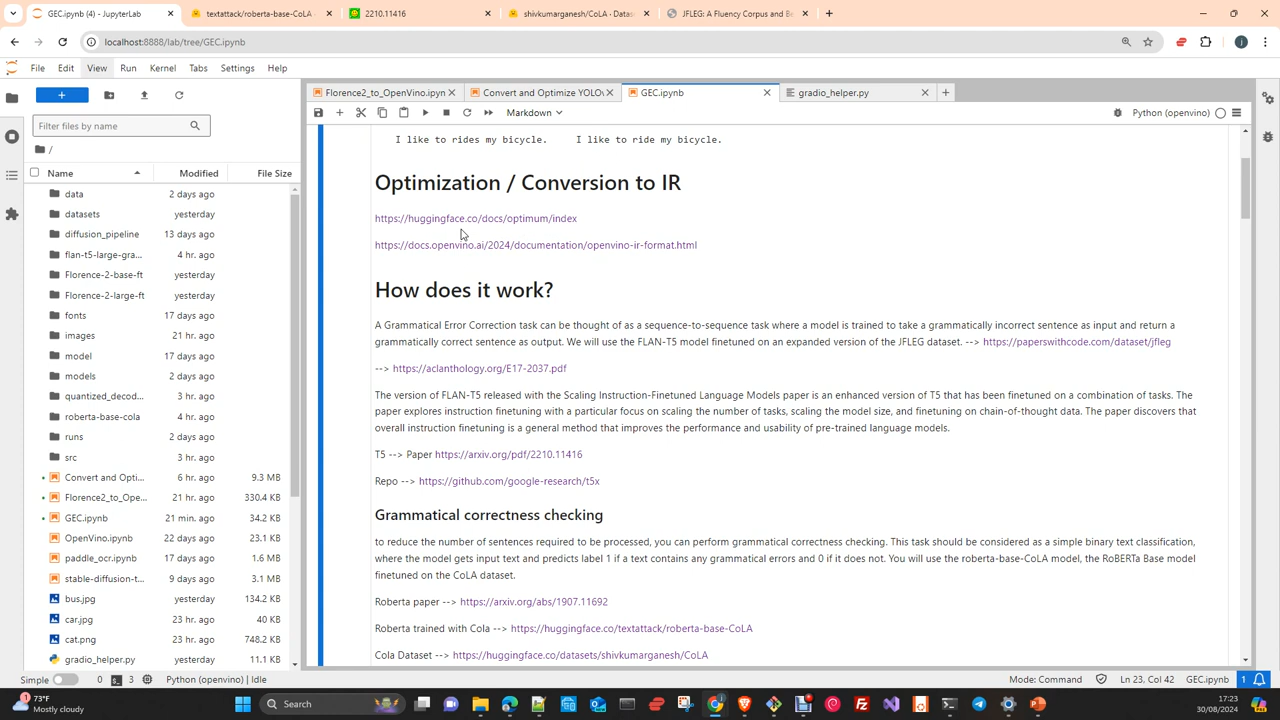 GEC.ipynb (4) - JupyterLab
textattack/roberta-base-CoLA
2210.11416
shivkumarganesh/CoLA · Datas
JFLEG: A Fluency Corpus and Be
localhost:8888/lab/tree/GEC.ipynb
File Edit View Run Kernel Tabs Settings Help
Florence2_to_OpenVino.ipyn
Convert and Optimize YOLOv
GEC.ipynb
gradio_helper.py
Markdown
Python (openvino)
Filter files by name
/
Name Modified File Size
data 2 days ago
datasets yesterday
diffusion_pipeline 13 days ago
flan-t5-large-gra... 4 hr. ago
Florence-2-base-ft yesterday
Florence-2-large-ft yesterday
fonts 17 days ago
images 21 hr. ago
model 17 days ago
models 2 days ago
quantized_decod... 3 hr. ago
roberta-base-cola 4 hr. ago
runs 2 days ago
src 3 hr. ago
Convert and Opti... 6 hr. ago 9.3 MB
Florence2_to_Ope... 21 hr. ago 330.4 KB
GEC.ipynb 21 min. ago 34.2 KB
OpenVino.ipynb 22 days ago 23.1 KB
paddle_ocr.ipynb 17 days ago 1.6 MB
stable-diffusion-t... 9 days ago 3.1 MB
bus.jpg yesterday 134.2 KB
car.jpg 23 hr. ago 40 KB
cat.png 23 hr. ago 748.2 KB
gradio_helper.py yesterday 11.1 KB
I like to rides my bicycle. I like to ride my bicycle.
Optimization / Conversion to IR
https://huggingface.co/docs/optimum/index
https://docs.openvino.ai/2024/documentation/openvino-ir-format.html
How does it work?
A Grammatical Error Correction task can be thought of as a sequence-to-sequence task where a model is trained to take a grammatically incorrect sentence as input and return a
grammatically correct sentence as output. We will use the FLAN-T5 model finetuned on an expanded version of the JFLEG dataset. --> https://paperswithcode.com/dataset/jfleg
--> https://aclanthology.org/E17-2037.pdf
The version of FLAN-T5 released with the Scaling Instruction-Finetuned Language Models paper is an enhanced version of T5 that has been finetuned on a combination of tasks. The
paper explores instruction finetuning with a particular focus on scaling the number of tasks, scaling the model size, and finetuning on chain-of-thought data. The paper discovers that
overall instruction finetuning is a general method that improves the performance and usability of pre-trained language models.
T5 --> Paper https://arxiv.org/pdf/2210.11416
Repo --> https://github.com/google-research/t5x
Grammatical correctness checking
to reduce the number of sentences required to be processed, you can perform grammatical correctness checking. This task should be considered as a simple binary text classification,
where the model gets input text and predicts label 1 if a text contains any grammatical errors and 0 if it does not. You will use the roberta-base-CoLA model, the RoBERTa Base model
finetuned on the CoLA dataset.
Roberta paper --> https://arxiv.org/abs/1907.11692
Roberta trained with Cola --> https://huggingface.co/textattack/roberta-base-CoLA
Cola Dataset --> https://huggingface.co/datasets/shivkumarganesh/CoLA
Simple 0 3 Python (openvino) | Idle
Mode: Command Ln 23, Col 42 GEC.ipynb 1
73°F
Mostly cloudy
Search
17:23
30/08/2024